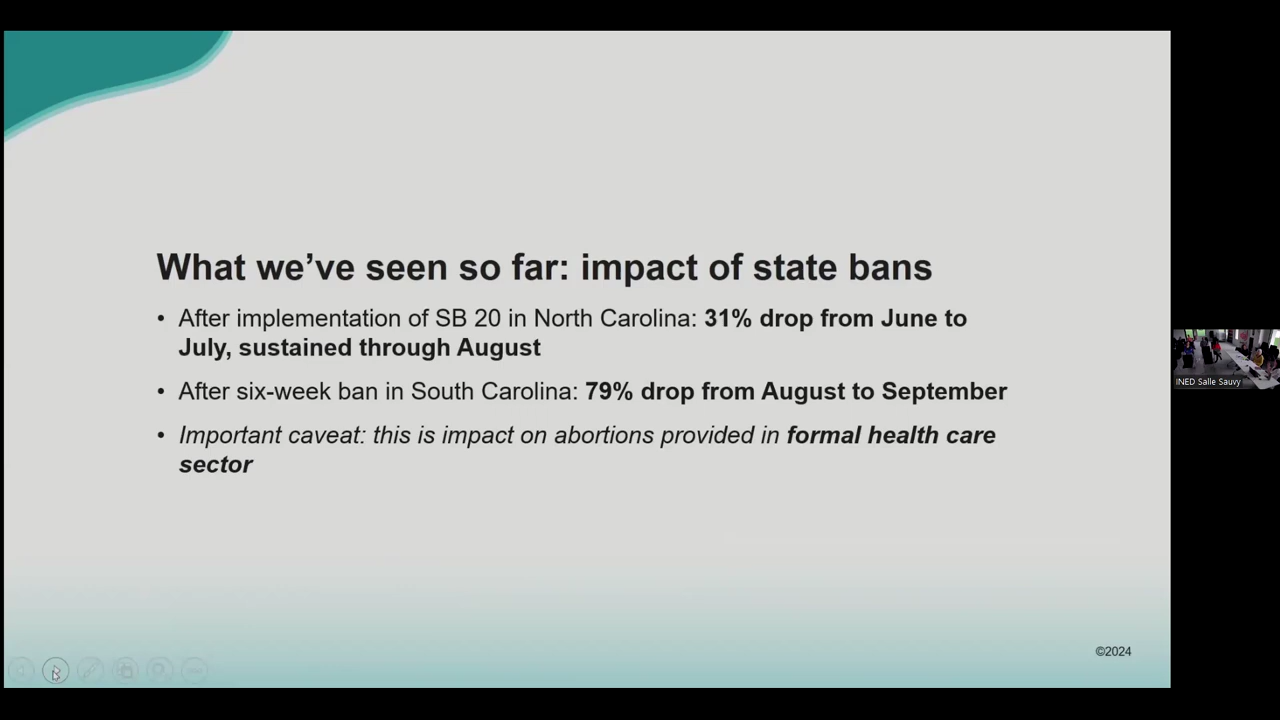 What we’ve seen so far: impact of state bans
• After implementation of SB 20 in North Carolina: 31% drop from June to
July, sustained through August
• After six-week ban in South Carolina: 79% drop from August to September
• Important caveat: this is impact on abortions provided in formal health care
sector
INED Salle Sauvy
©2024